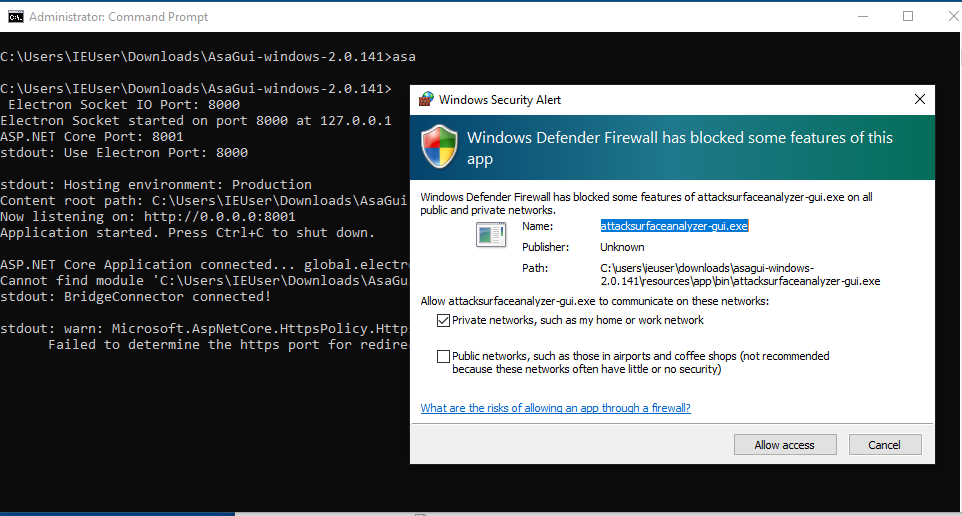 Administrator: Command Prompt
C:\Users\IEUser\Downloads\AsaGui-windows-2.0.141>asa
C:\Users\IEUser\Downloads\AsaGui-windows-2.0.141>
Electron Socket IO Port: 8000
Electron Socket started on port 8000 at 127.0.0.1
ASP.NET Core Port: 8001
stdout: Use Electron Port: 8000
stdout: Hosting environment: Production
Content root path: C:\Users\IEUser\Downloads\AsaGui
Now listening on: http://0.0.0.0:8001
Application started. Press Ctrl+C to shut down.
ASP.NET Core Application connected... global.electro
Cannot find module 'C:\Users\IEUser\Downloads\AsaGui
stdout: BridgeConnector connected!
stdout: warn: Microsoft.AspNetCore.HttpsPolicy.Http
Failed to determine the https port for redire
Windows Security Alert
Windows Defender Firewall has blocked some features of this
app
Windows Defender Firewall has blocked some features of attacksurfaceanalyzer-gui.exe on all
public and private networks.
Name: attacksurfaceanalyzer-gui.exe
Publisher: Unknown
Path: C:\users\ieuser\downloads\asagui-windows-
2.0.141\resources\app\bin\attacksurfaceanalyzer-gui.exe
Allow attacksurfaceanalyzer-gui.exe to communicate on these networks:
Private networks, such as my home or work network
Public networks, such as those in airports and coffee shops (not recommended
because these networks often have little or no security)
What are the risks of allowing an app through a firewall?
Allow access Cancel